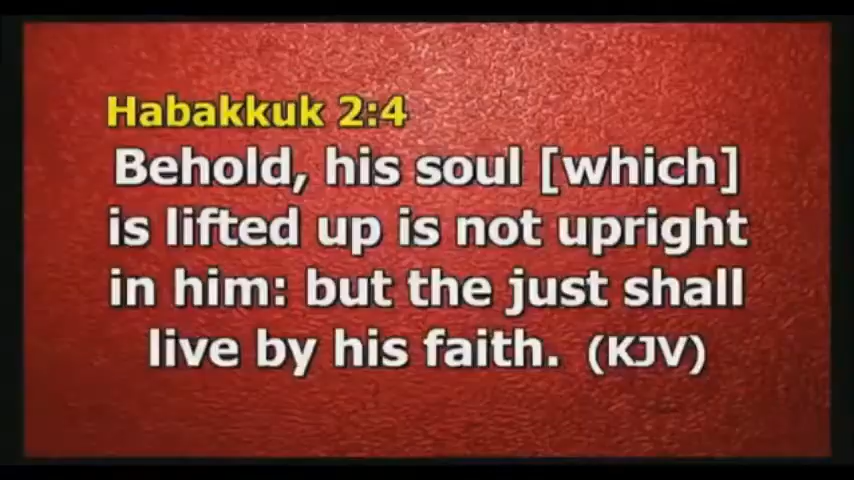 Habakkuk 2:4
Behold, his soul [which]
is lifted up is not upright
in him: but the just shall
live by his faith. (KJV)